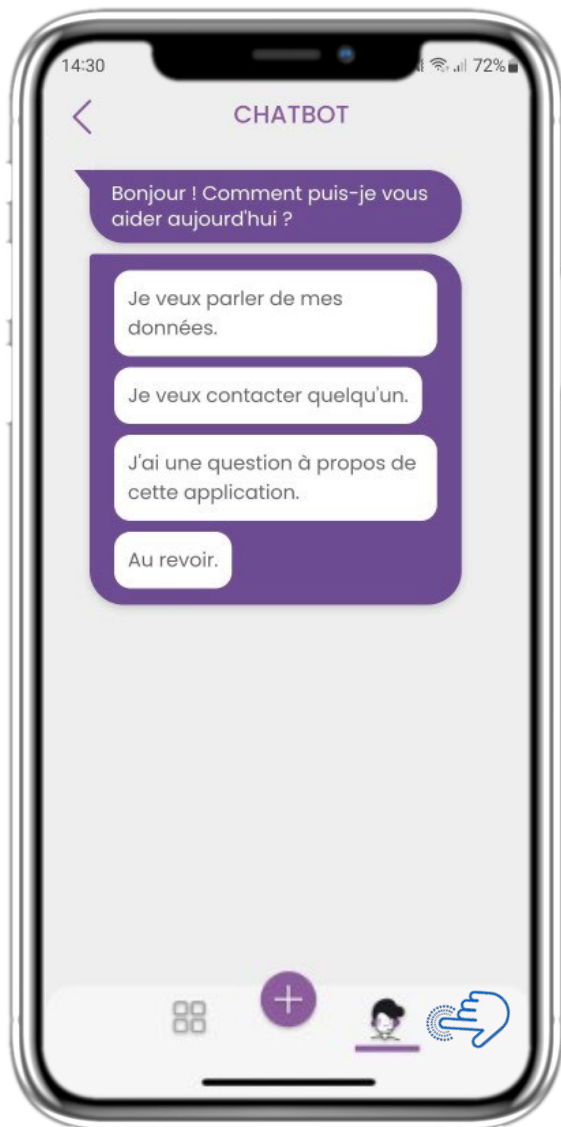 14:30
72%
CHATBOT
Bonjour ! Comment puis-je vous
aider aujourd'hui ?
Je veux parler de mes
données.
Je veux contacter quelqu'un.
J'ai une question à propos de
cette application.
Au revoir.